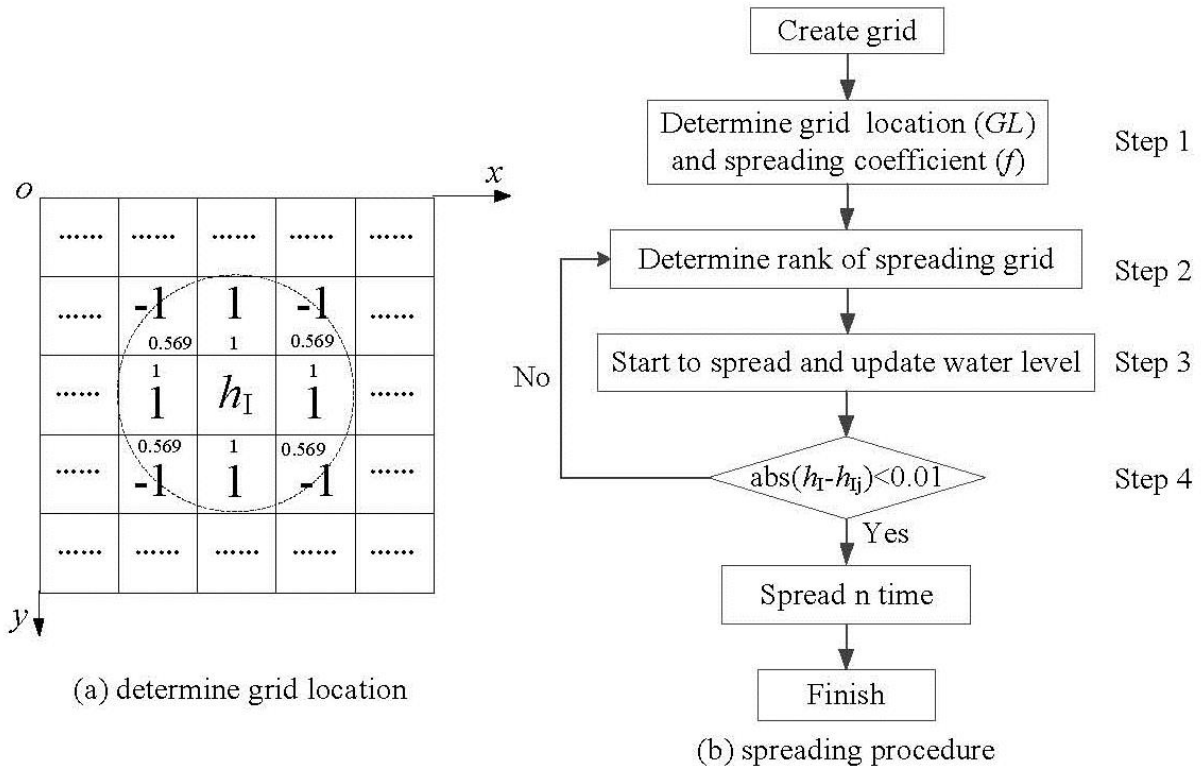 o
x
...... ...... ...... ...... ......
...... -1 1 -1 ......
0.569 1 0.569
1 1
...... 1 hI 1 ......
0.569 1 0.569
...... -1 1 -1 ......
...... ...... ...... ...... ......
y
(a) determine grid location
Create grid
Determine grid location (GL)
and spreading coefficient (f)
Step 1
Determine rank of spreading grid
Step 2
Start to spread and update water level
Step 3
No
abs(hI-hIj)<0.01
Step 4
Yes
Spread n time
Finish
(b) spreading procedure